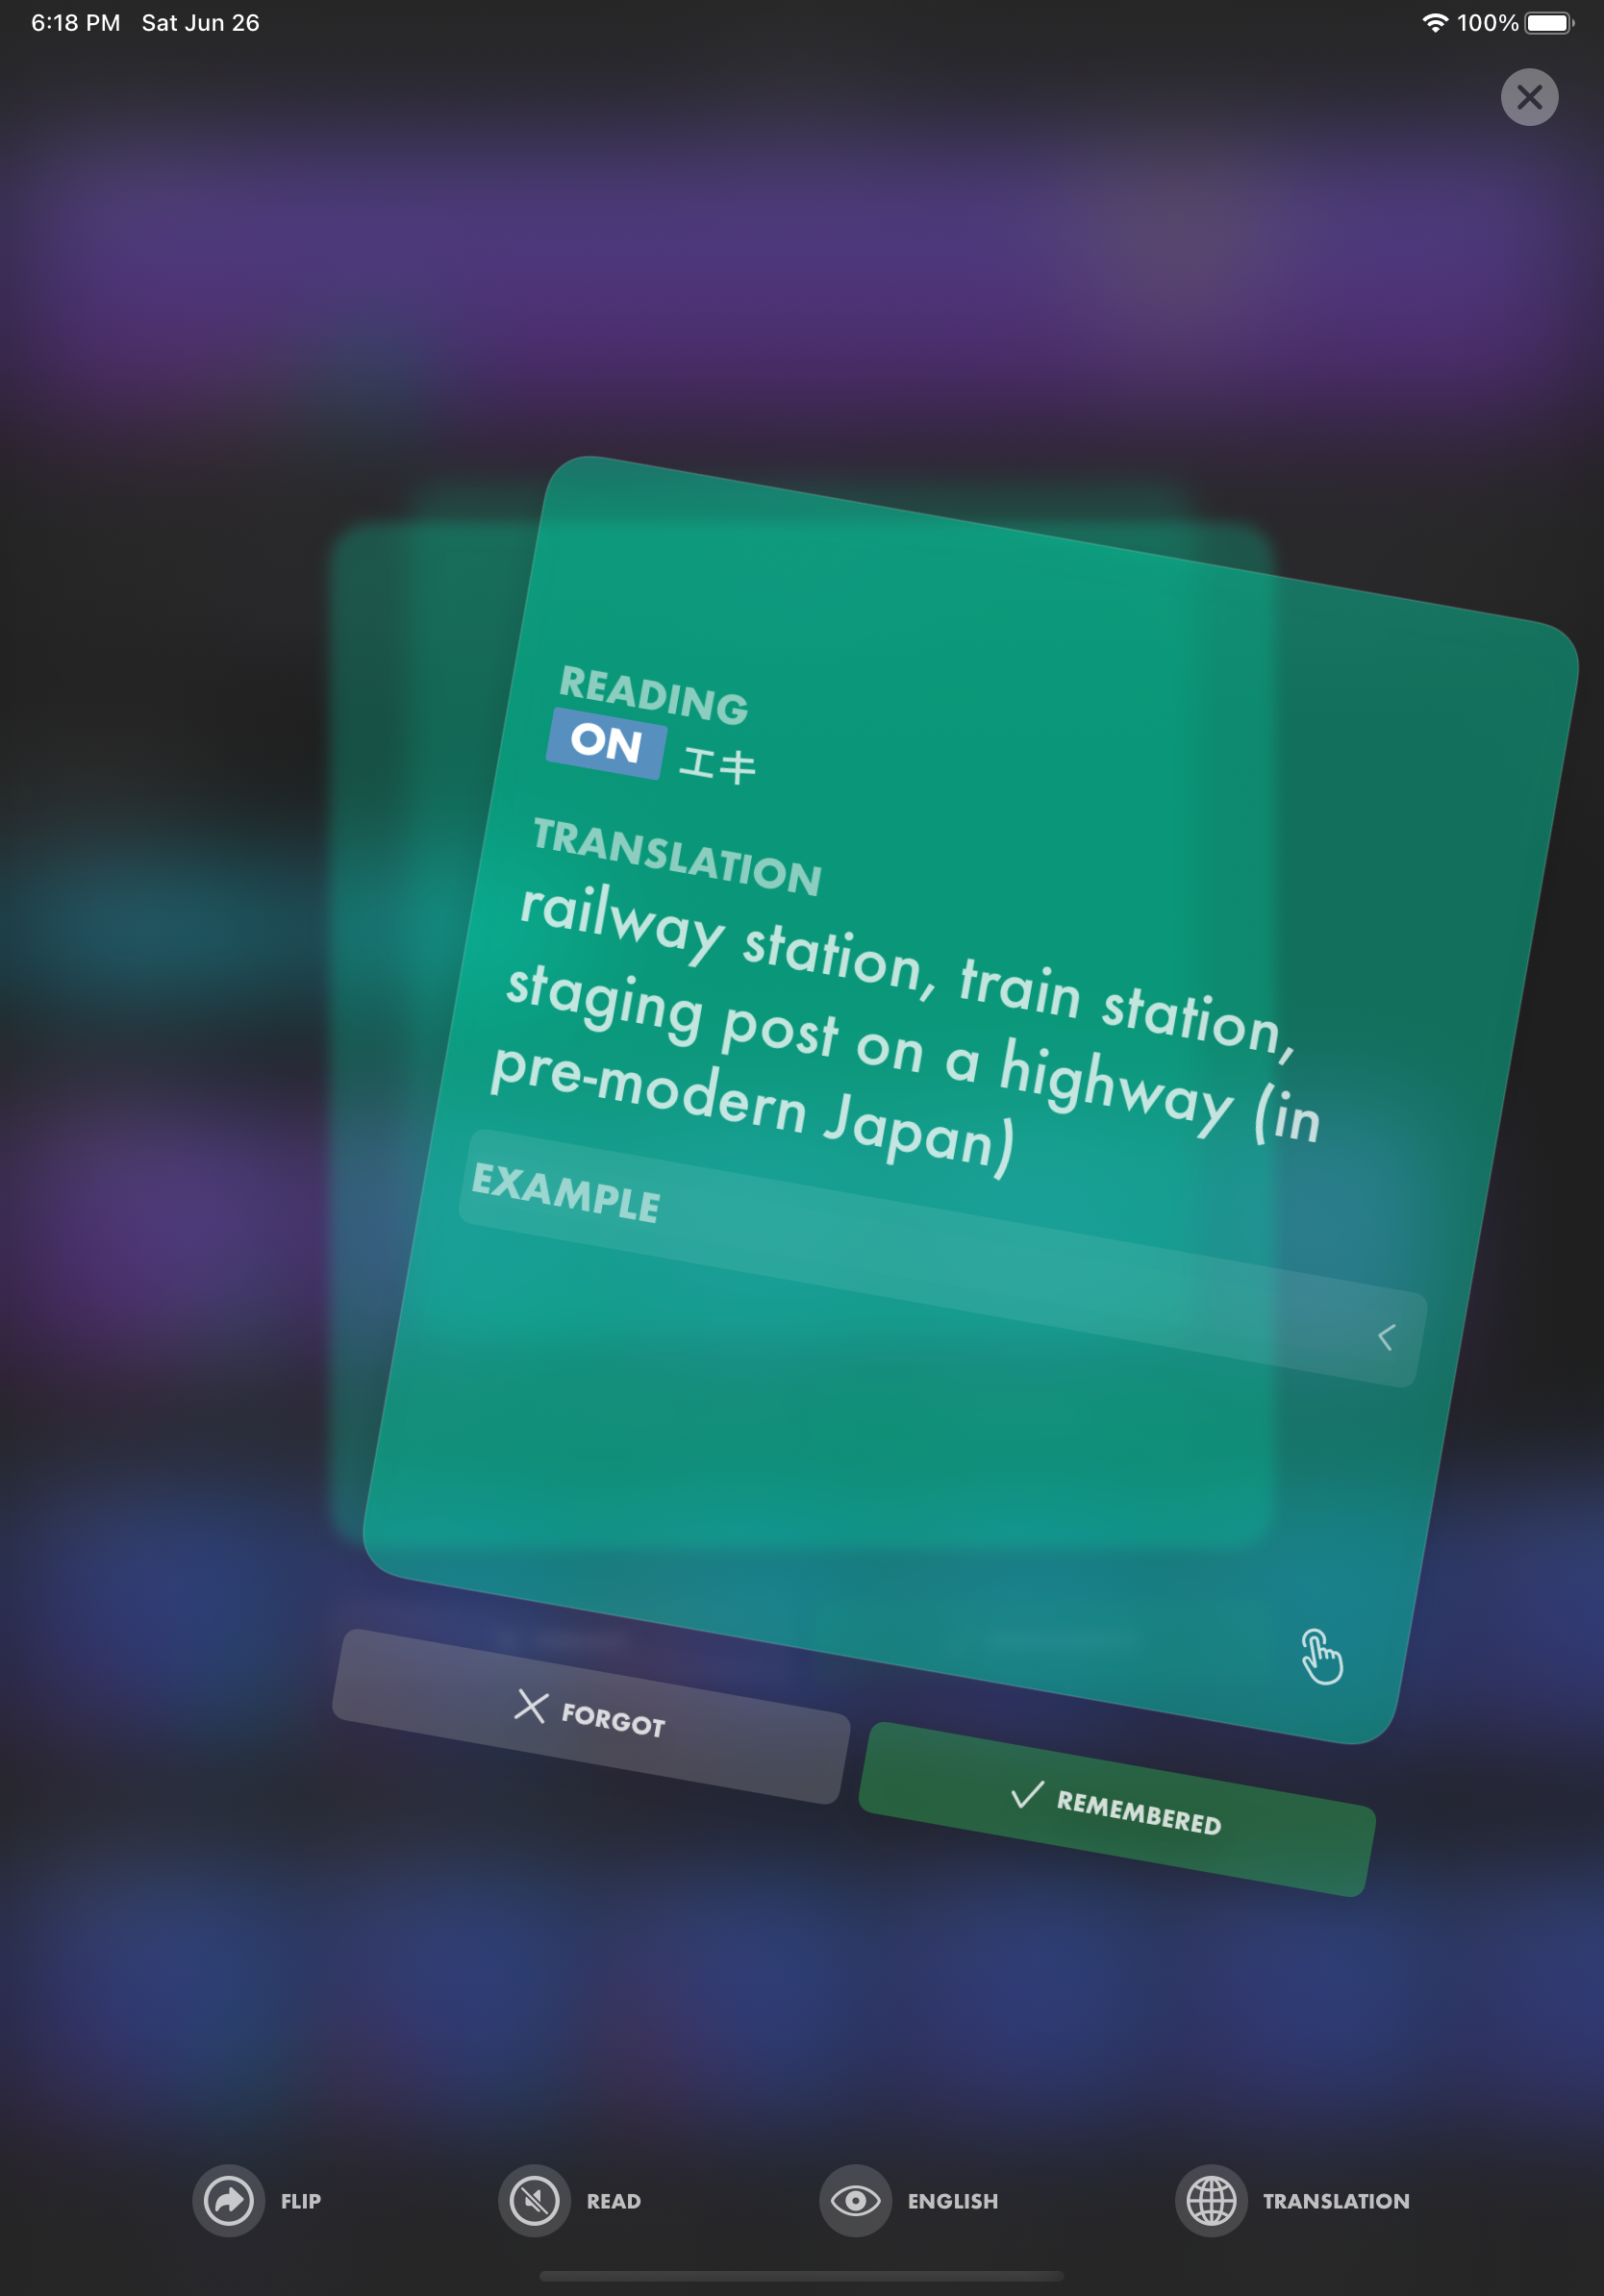 6:18 PM Sat Jun 26
100%
READING
ON エキ
TRANSLATION
railway station, train station,
staging post on a highway (in
pre-modern Japan)
EXAMPLE
FORGOT
REMEMBERED
FLIP
READ
ENGLISH
TRANSLATION